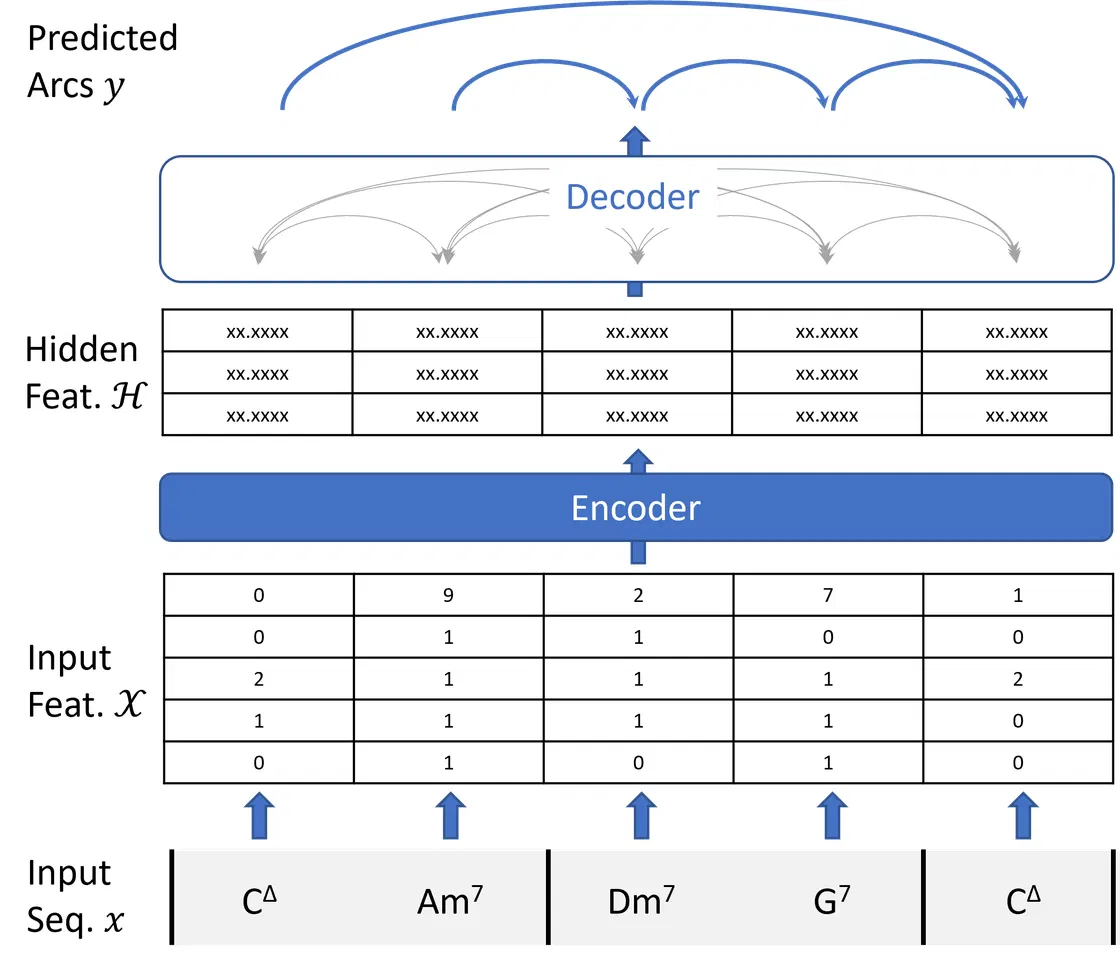 Predicted
Arcs y
Decoder
Hidden
Feat. ℋ
xx.xxxx xx.xxxx xx.xxxx xx.xxxx xx.xxxx
xx.xxxx xx.xxxx xx.xxxx xx.xxxx xx.xxxx
xx.xxxx xx.xxxx xx.xxxx xx.xxxx xx.xxxx
Encoder
Input
Feat. 𝒳
0 9 2 7 1
0 1 1 0 0
2 1 1 1 2
1 1 1 1 0
0 1 0 1 0
Input
Seq. x
C^Δ Am⁷ Dm⁷ G⁷ C^Δ